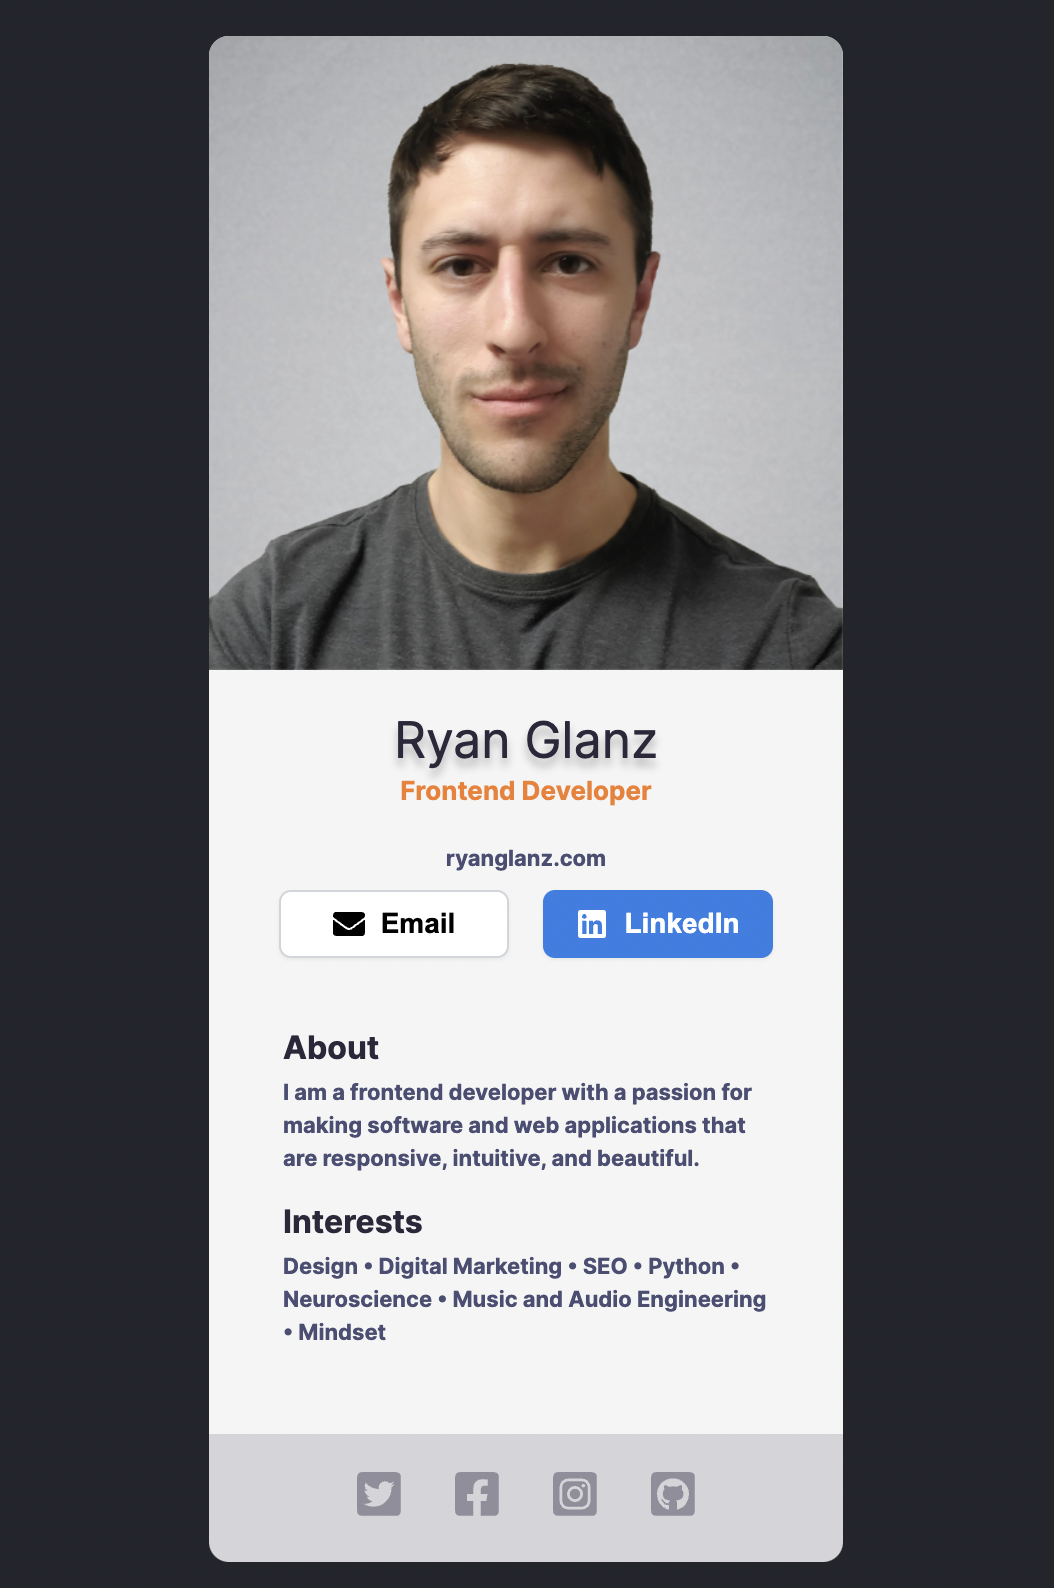 Ryan Glanz
Frontend Developer
ryanglanz.com
Email
LinkedIn
About
I am a frontend developer with a passion for
making software and web applications that
are responsive, intuitive, and beautiful.
Interests
Design • Digital Marketing • SEO • Python •
Neuroscience • Music and Audio Engineering
• Mindset